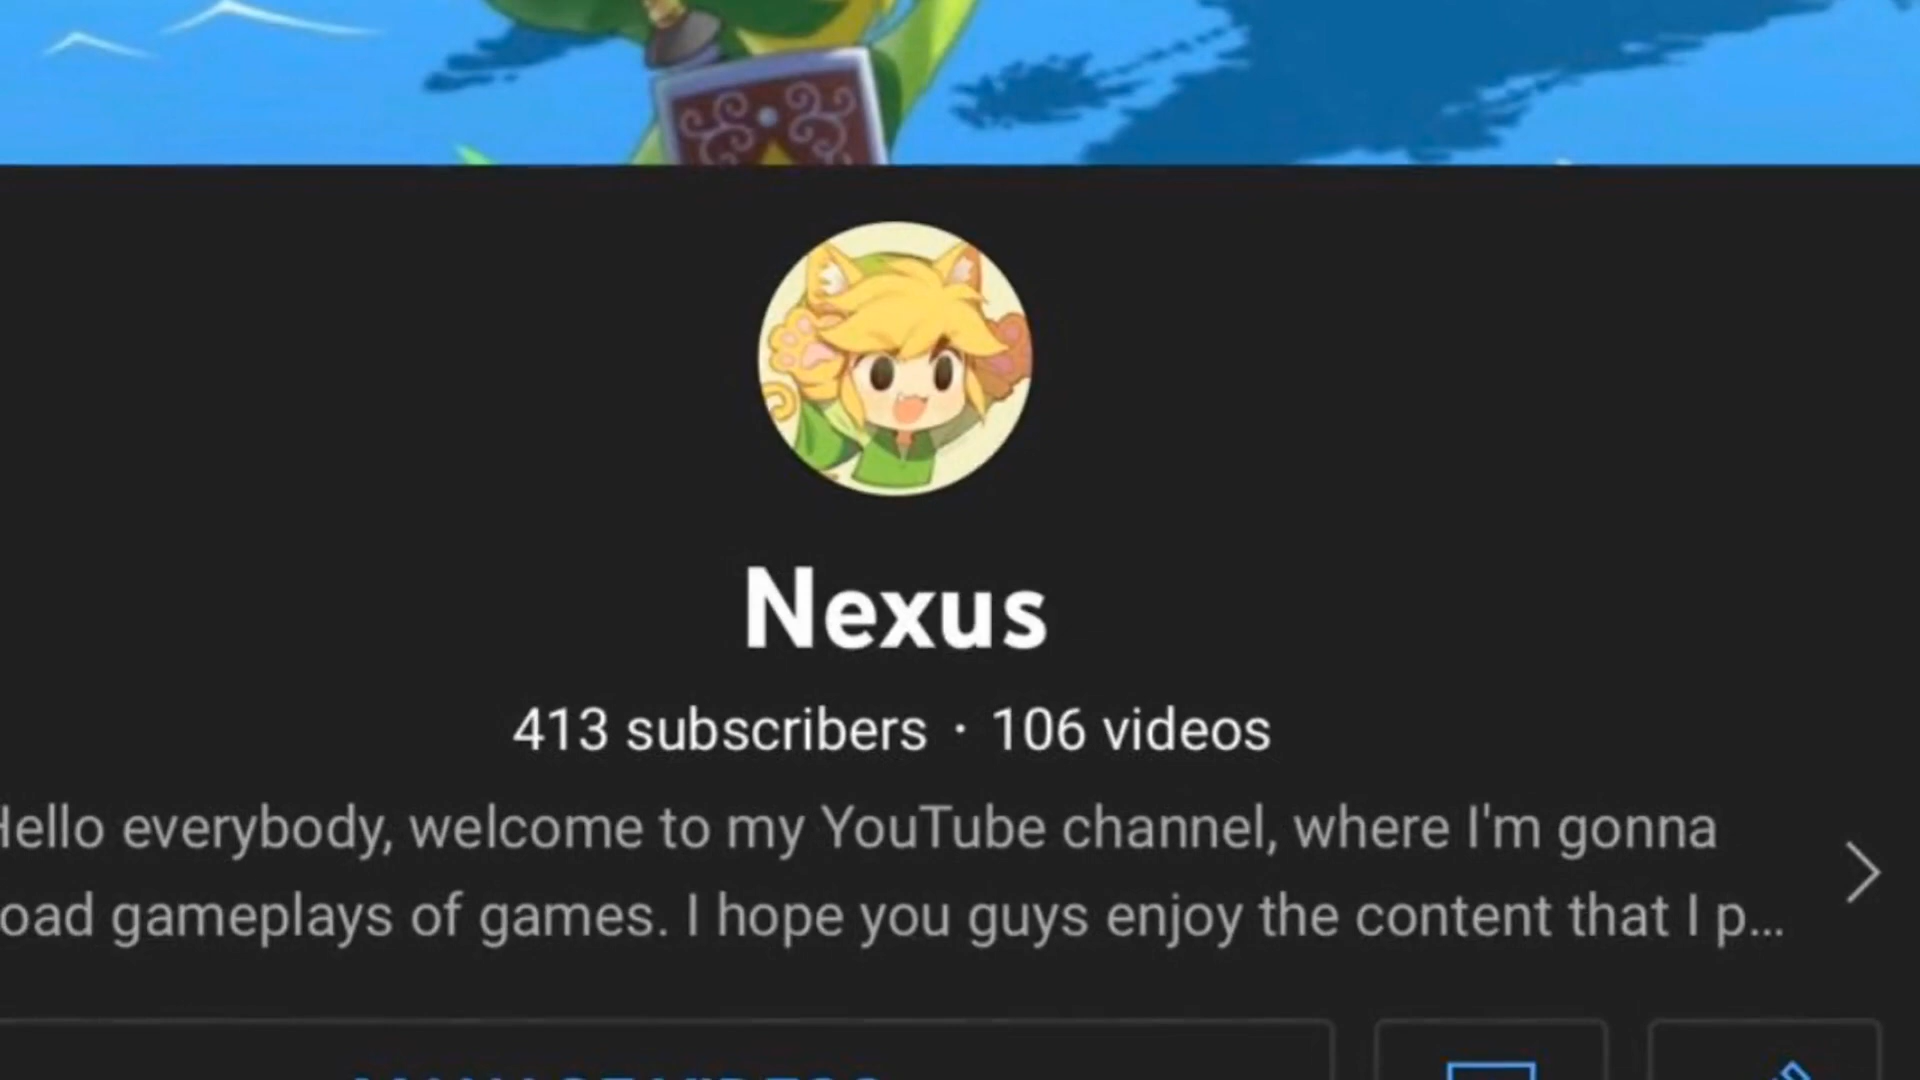 Nexus
413 subscribers · 106 videos
Hello everybody, welcome to my YouTube channel, where I'm gonna
oad gameplays of games. I hope you guys enjoy the content that I p...